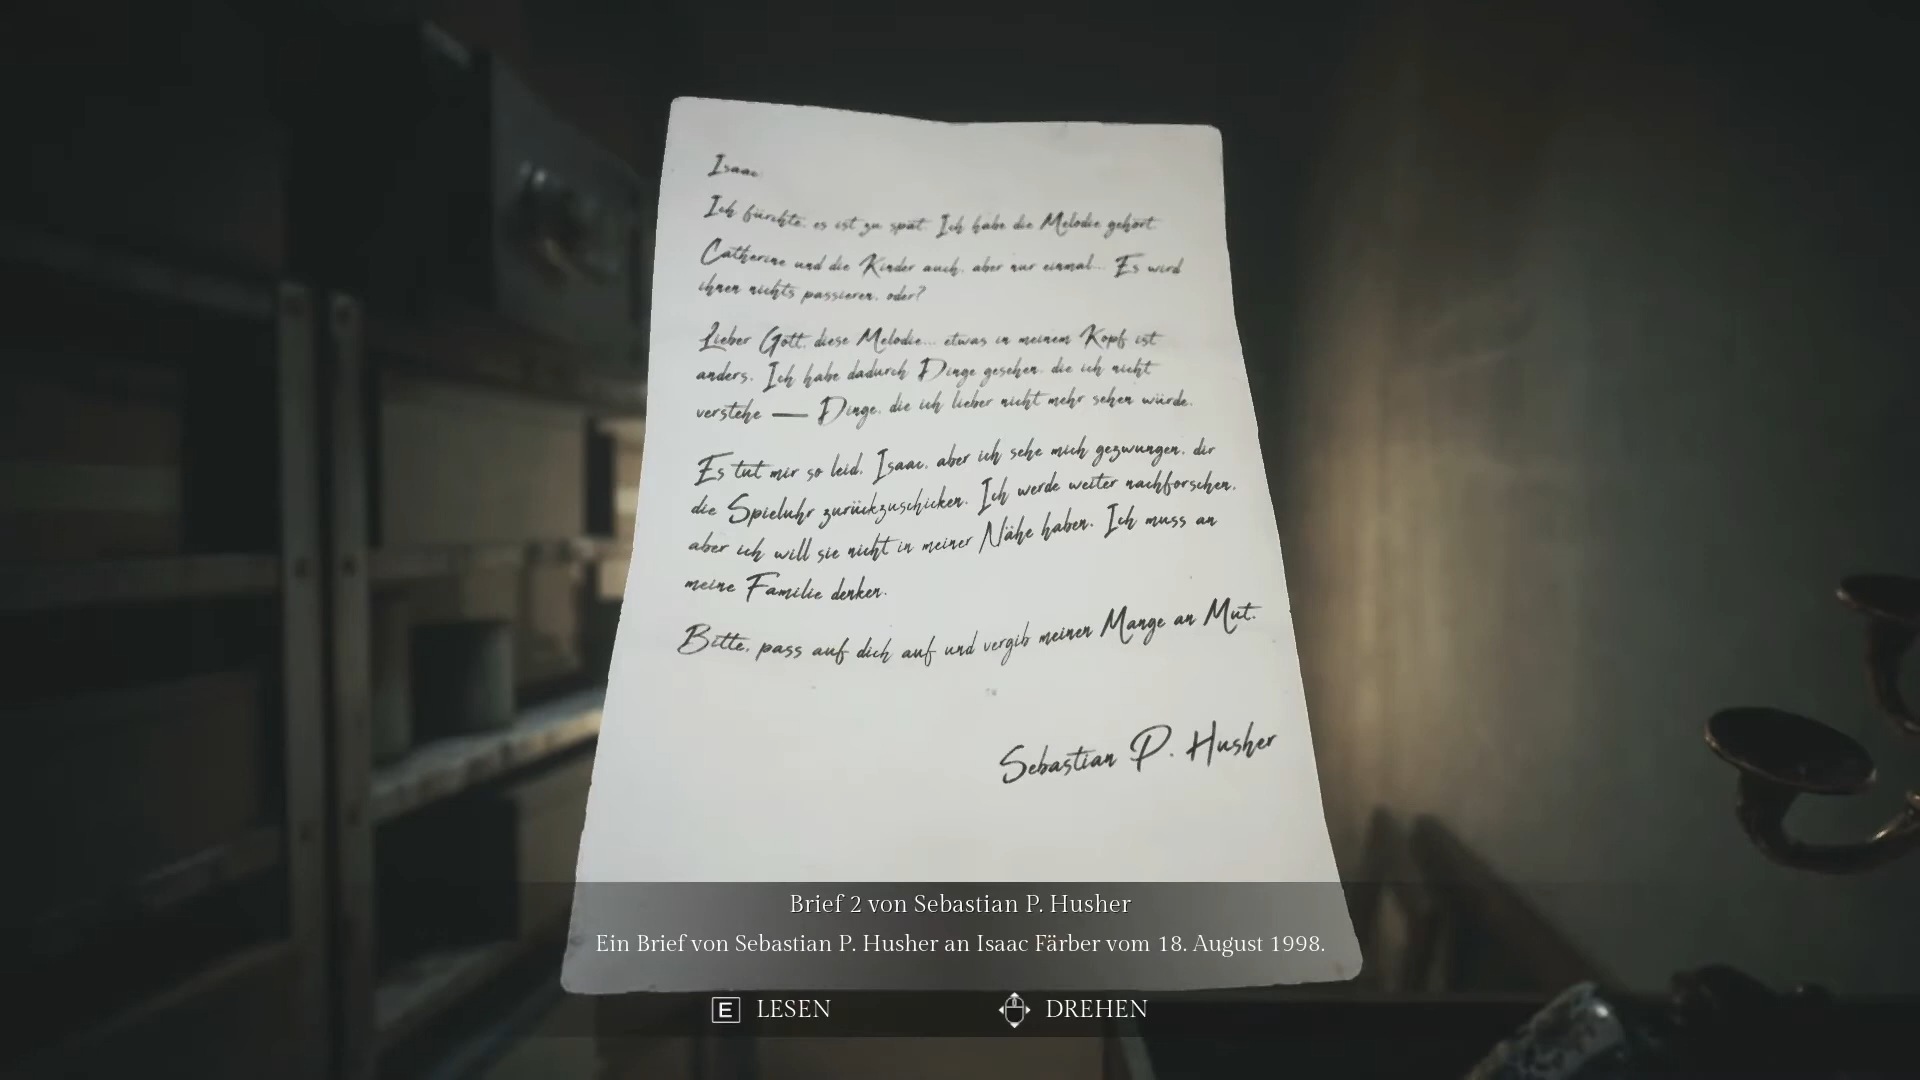 Isaac,
Ich fürchte, es ist zu spät. Ich habe die Melodie gehört.
Catherine und die Kinder auch, aber nur einmal... Es wird
ihnen nichts passieren, oder?
Lieber Gott, diese Melodie... etwas in meinem Kopf ist
anders. Ich habe dadurch Dinge gesehen, die ich nicht
verstehe — Dinge, die ich lieber nicht mehr sehen würde.
Es tut mir so leid, Isaac, aber ich sehe mich gezwungen, dir
die Spieluhr zurückzuschicken. Ich werde weiter nachforschen,
aber ich will sie nicht in meiner Nähe haben. Ich muss an
meine Familie denken.
Bitte, pass auf dich auf und vergib meinen Mange an Mut.
Sebastian P. Husher
Brief 2 von Sebastian P. Husher
Ein Brief von Sebastian P. Husher an Isaac Färber vom 18. August 1998.
E LESEN DREHEN